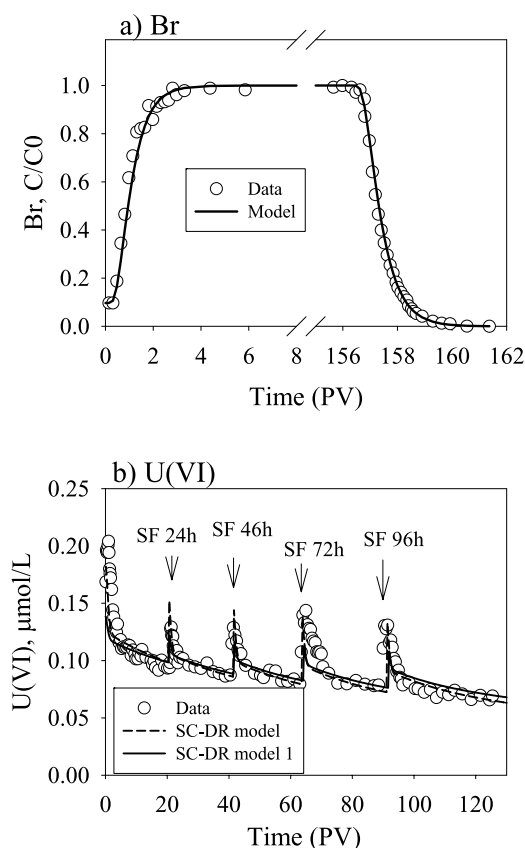 a) Br
Br, C/C0
1.0
0.8
0.6
0.4
0.2
0.0
Data
Model
0 2 4 6 8 156 158 160 162
Time (PV)
b) U(VI)
U(VI), µmol/L
0.25
0.20
0.15
0.10
0.05
0.00
SF 24h SF 46h SF 72h SF 96h
Data
SC-DR model
SC-DR model 1
0 20 40 60 80 100 120
Time (PV)